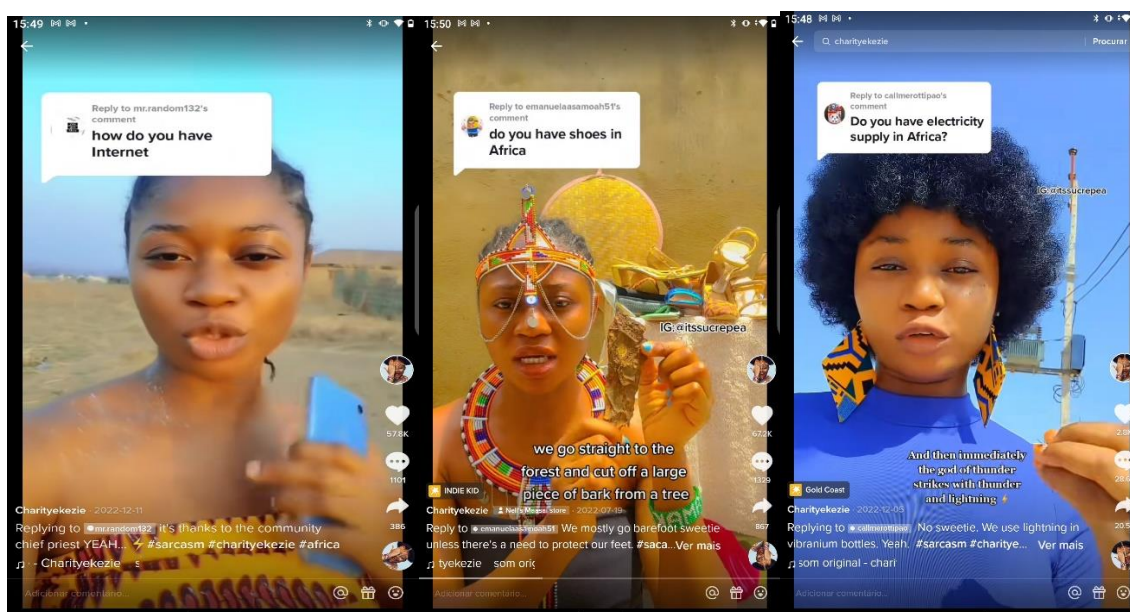 15:49
Reply to mr.random132's
comment
how do you have
Internet
57.8K
1101
386
Charityekezie · 2022-12-11
Replying to mr.random132 it's thanks to the community
chief priest YEAH... ⚡ #sarcasm #charityekezie #africa
♫ · - Charityekezie
Adicionar comentário...
15:50
Reply to emanuelaasamoah51's
comment
do you have shoes in
Africa
IG:@itssucrepea
we go straight to the
forest and cut off a large
piece of bark from a tree
67.2K
1329
867
INDIE KID
Charityekezie Nell's Maasai store · 2022-07-19
Reply to emanuelaasamoah51 We mostly go barefoot sweetie
unless there's a need to protect our feet. #saca...Ver mais
♫ tyekezie som orig
Adicionar comentário...
15:48
charityekezie
Procurar
Reply to callmerottipao's
comment
Do you have electricity
supply in Africa?
IG:@itssucrepea
And then immediately
the god of thunder
strikes with thunder
and lightning⚡
Gold Coast
Charityekezie · 2022-12-05
Replying to callmerottipao No sweetie. We use lightning in
vibranium bottles. Yeah. #sarcasm #charitye... Ver mais
♫ som original - chari
Adicionar comentário...